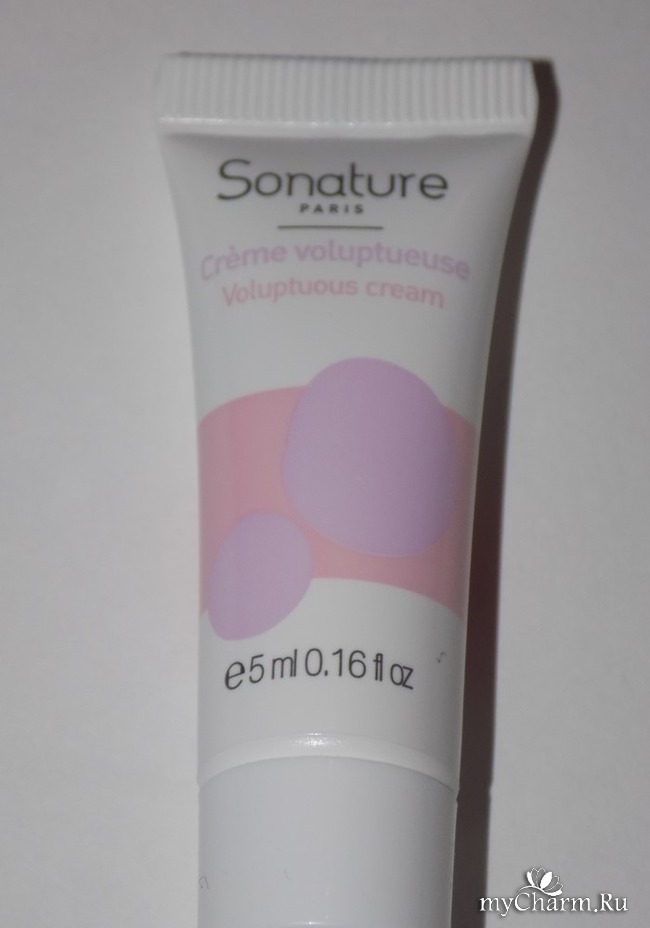 Sonature
PARIS
Crème voluptueuse
Voluptuous cream
℮5 ml 0.16 fl oz
myCharm.Ru